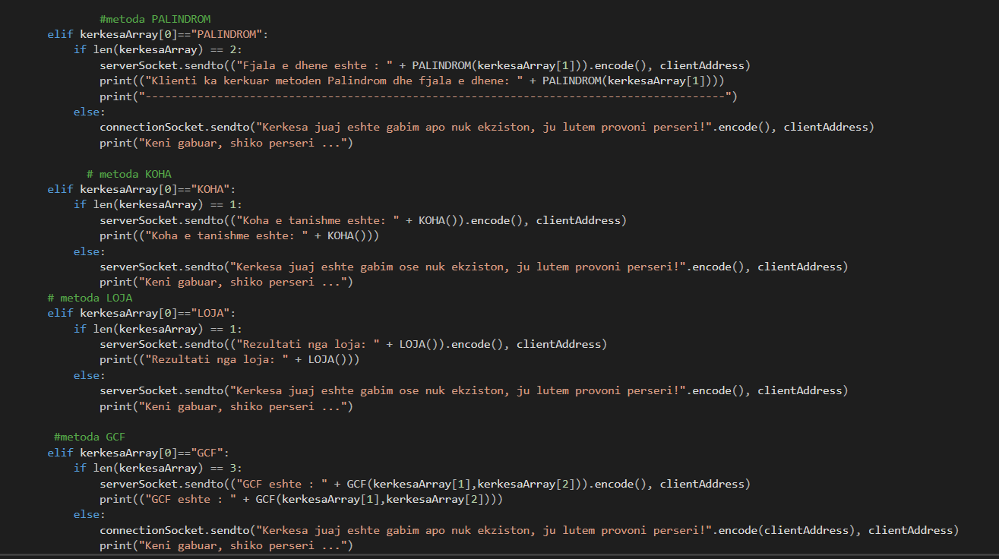 #metoda PALINDROM
elif kerkesaArray[0]=="PALINDROM":
if len(kerkesaArray) == 2:
serverSocket.sendto(("Fjala e dhene eshte : " + PALINDROM(kerkesaArray[1])).encode(), clientAddress)
print(("Klienti ka kerkuar metoden Palindrom dhe fjala e dhene: " + PALINDROM(kerkesaArray[1])))
print("-----------------------------------------------------------------------------------------")
else:
connectionSocket.sendto("Kerkesa juaj eshte gabim apo nuk ekziston, ju lutem provoni perseri!".encode(), clientAddress)
print("Keni gabuar, shiko perseri ...")
# metoda KOHA
elif kerkesaArray[0]=="KOHA":
if len(kerkesaArray) == 1:
serverSocket.sendto(("Koha e tanishme eshte: " + KOHA()).encode(), clientAddress)
print(("Koha e tanishme eshte: " + KOHA()))
else:
serverSocket.sendto("Kerkesa juaj eshte gabim ose nuk ekziston, ju lutem provoni perseri!".encode(), clientAddress)
print("Keni gabuar, shiko perseri ...")
# metoda LOJA
elif kerkesaArray[0]=="LOJA":
if len(kerkesaArray) == 1:
serverSocket.sendto(("Rezultati nga loja: " + LOJA()).encode(), clientAddress)
print(("Rezultati nga loja: " + LOJA()))
else:
serverSocket.sendto("Kerkesa juaj eshte gabim ose nuk ekziston, ju lutem provoni perseri!".encode(), clientAddress)
print("Keni gabuar, shiko perseri ...")
#metoda GCF
elif kerkesaArray[0]=="GCF":
if len(kerkesaArray) == 3:
serverSocket.sendto(("GCF eshte : " + GCF(kerkesaArray[1],kerkesaArray[2])).encode(), clientAddress)
print(("GCF eshte : " + GCF(kerkesaArray[1],kerkesaArray[2])))
else:
connectionSocket.sendto("Kerkesa juaj eshte gabim apo nuk ekziston, ju lutem provoni perseri!".encode(clientAddress), clientAddress)
print("Keni gabuar, shiko perseri ...")